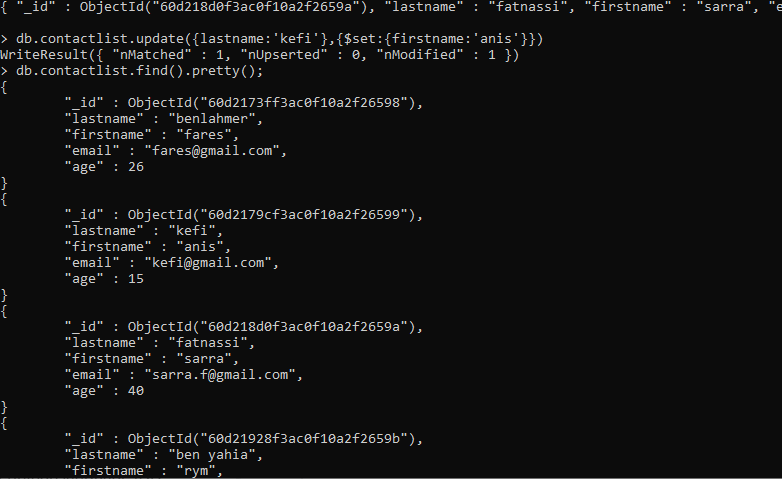 { "_id" : ObjectId("60d218d0f3ac0f10a2f2659a"), "lastname" : "fatnassi", "firstname" : "sarra", "e
> db.contactlist.update({lastname:'kefi'},{$set:{firstname:'anis'}})
WriteResult({ "nMatched" : 1, "nUpserted" : 0, "nModified" : 1 })
> db.contactlist.find().pretty();
{
"_id" : ObjectId("60d2173ff3ac0f10a2f26598"),
"lastname" : "benlahmer",
"firstname" : "fares",
"email" : "fares@gmail.com",
"age" : 26
}
{
"_id" : ObjectId("60d2179cf3ac0f10a2f26599"),
"lastname" : "kefi",
"firstname" : "anis",
"email" : "kefi@gmail.com",
"age" : 15
}
{
"_id" : ObjectId("60d218d0f3ac0f10a2f2659a"),
"lastname" : "fatnassi",
"firstname" : "sarra",
"email" : "sarra.f@gmail.com",
"age" : 40
}
{
"_id" : ObjectId("60d21928f3ac0f10a2f2659b"),
"lastname" : "ben yahia",
"firstname" : "rym",